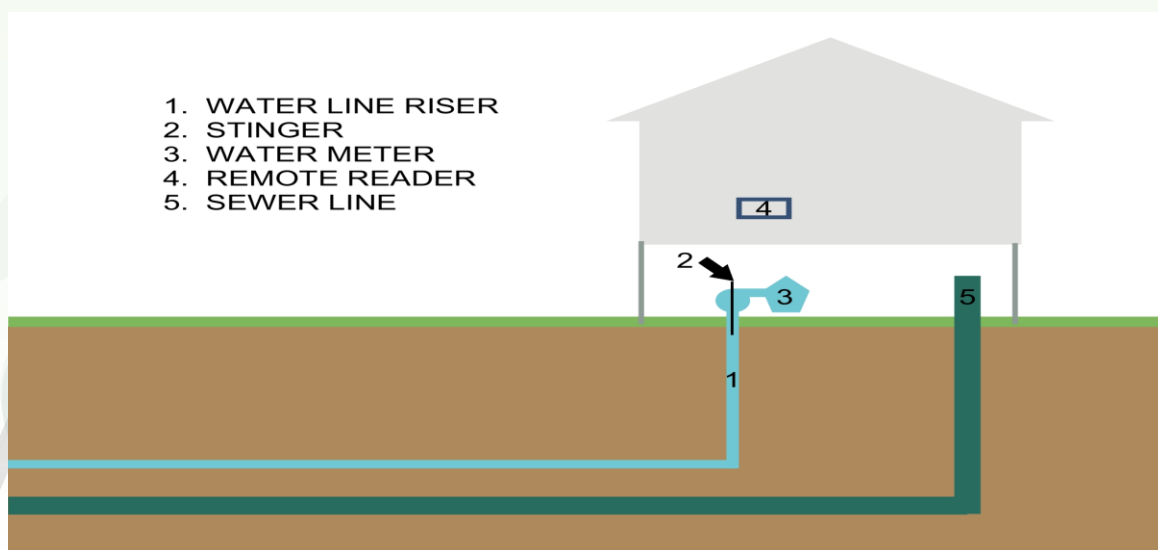 1. WATER LINE RISER
2. STINGER
3. WATER METER
4. REMOTE READER
5. SEWER LINE
4
2
3
5
1